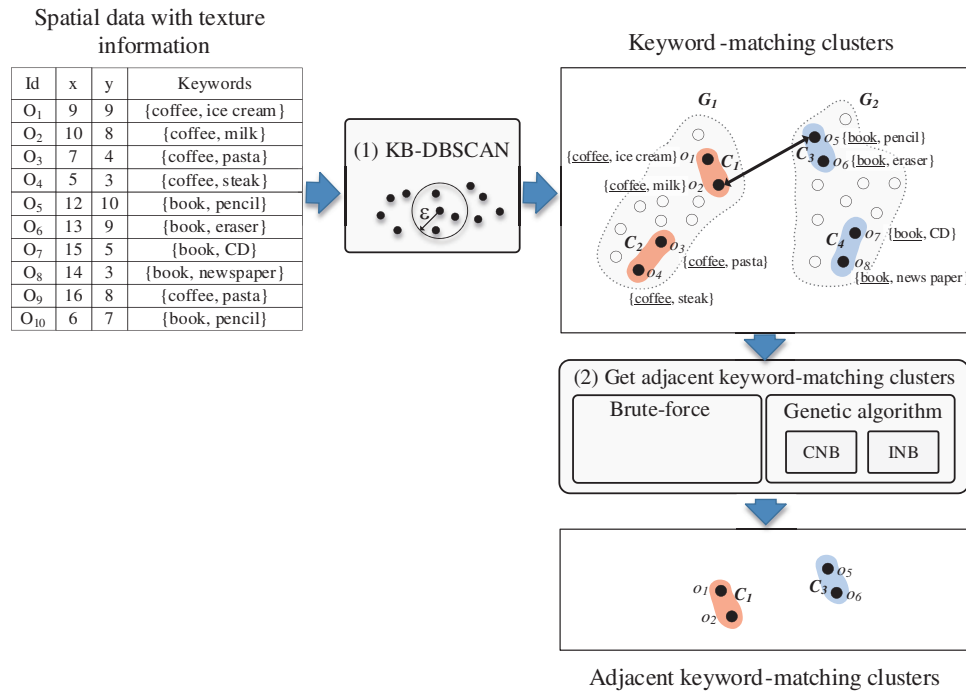 Spatial data with texture
information
Id x y Keywords
O1 9 9 {coffee, ice cream}
O2 10 8 {coffee, milk}
O3 7 4 {coffee, pasta}
O4 5 3 {coffee, steak}
O5 12 10 {book, pencil}
O6 13 9 {book, eraser}
O7 15 5 {book, CD}
O8 14 3 {book, newspaper}
O9 16 8 {coffee, pasta}
O10 6 7 {book, pencil}
(1) KB-DBSCAN
ε
Keyword -matching clusters
G1
G2
o5 {book, pencil}
{coffee, ice cream} o1 C1
C3 o6 {book, eraser}
{coffee, milk} o2
C2 o3
{coffee, pasta}
o4
{coffee, steak}
o7 {book, CD}
C4
o8
{book, news paper}
(2) Get adjacent keyword-matching clusters
Brute-force
Genetic algorithm
CNB INB
o5
o1 C1
C3 o6
o2
Adjacent keyword-matching clusters